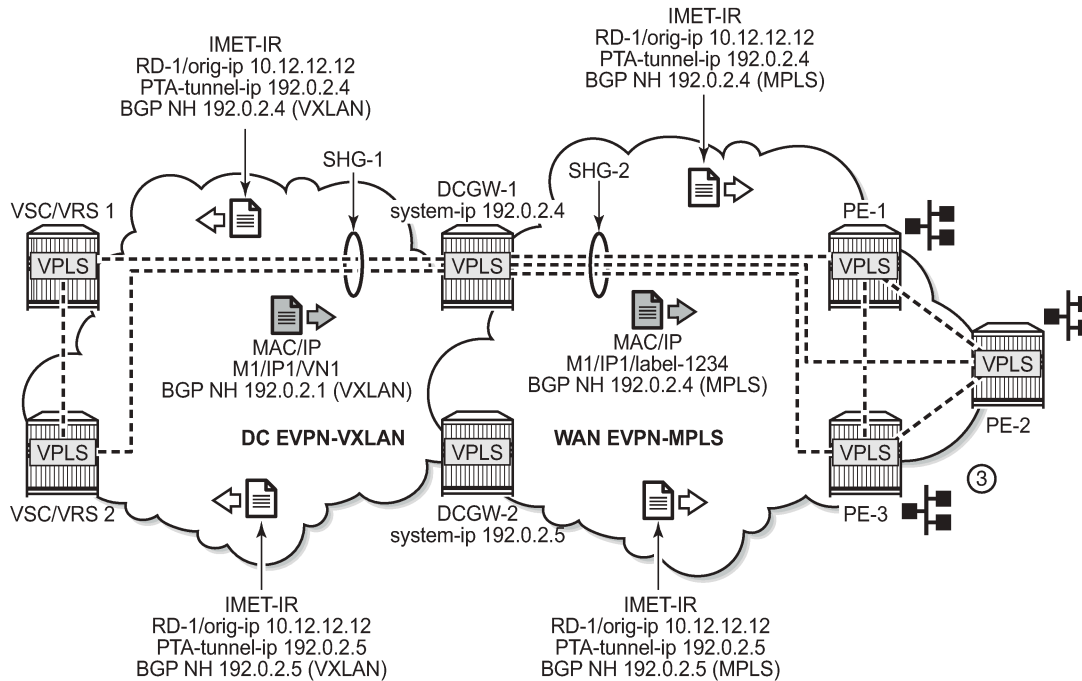 IMET-IR
RD-1/orig-ip 10.12.12.12
PTA-tunnel-ip 192.0.2.4
BGP NH 192.0.2.4 (VXLAN)
IMET-IR
RD-1/orig-ip 10.12.12.12
PTA-tunnel-ip 192.0.2.4
BGP NH 192.0.2.4 (MPLS)
SHG-1
SHG-2
VSC/VRS 1
DCGW-1
system-ip 192.0.2.4
PE-1
VPLS
VPLS
VPLS
MAC/IP
M1/IP1/VN1
BGP NH 192.0.2.1 (VXLAN)
MAC/IP
M1/IP1/label-1234
BGP NH 192.0.2.4 (MPLS)
VPLS
PE-2
DC EVPN-VXLAN
WAN EVPN-MPLS
VPLS
VPLS
VPLS
3
VSC/VRS 2
DCGW-2
system-ip 192.0.2.5
PE-3
IMET-IR
RD-1/orig-ip 10.12.12.12
PTA-tunnel-ip 192.0.2.5
BGP NH 192.0.2.5 (VXLAN)
IMET-IR
RD-1/orig-ip 10.12.12.12
PTA-tunnel-ip 192.0.2.5
BGP NH 192.0.2.5 (MPLS)